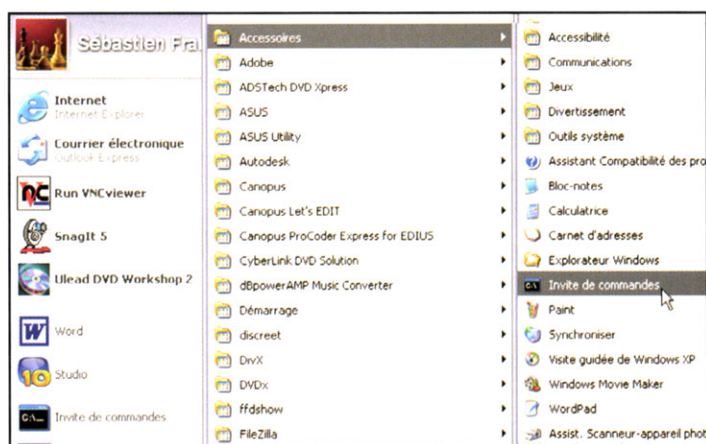 Sébastien Fra
Internet
Internet Explorer
Courrier électronique
Outlook Express
Run VNCviewer
SnagIt 5
Ulead DVD Workshop 2
Word
Studio
Invite de commandes
Accessoires
Adobe
ADSTech DVD Xpress
ASUS
ASUS Utility
Autodesk
Canopus
Canopus Let's EDIT
Canopus ProCoder Express for EDIUS
CyberLink DVD Solution
dBpowerAMP Music Converter
Démarrage
discreet
DivX
DVDx
ffdshow
FileZilla
Accessibilité
Communications
Jeux
Divertissement
Outils système
Assistant Compatibilité des pro
Bloc-notes
Calculatrice
Carnet d'adresses
Explorateur Windows
Invite de commandes
Paint
Synchroniser
Visite guidée de Windows XP
Windows Movie Maker
WordPad
Assist. Scanneur-appareil phot